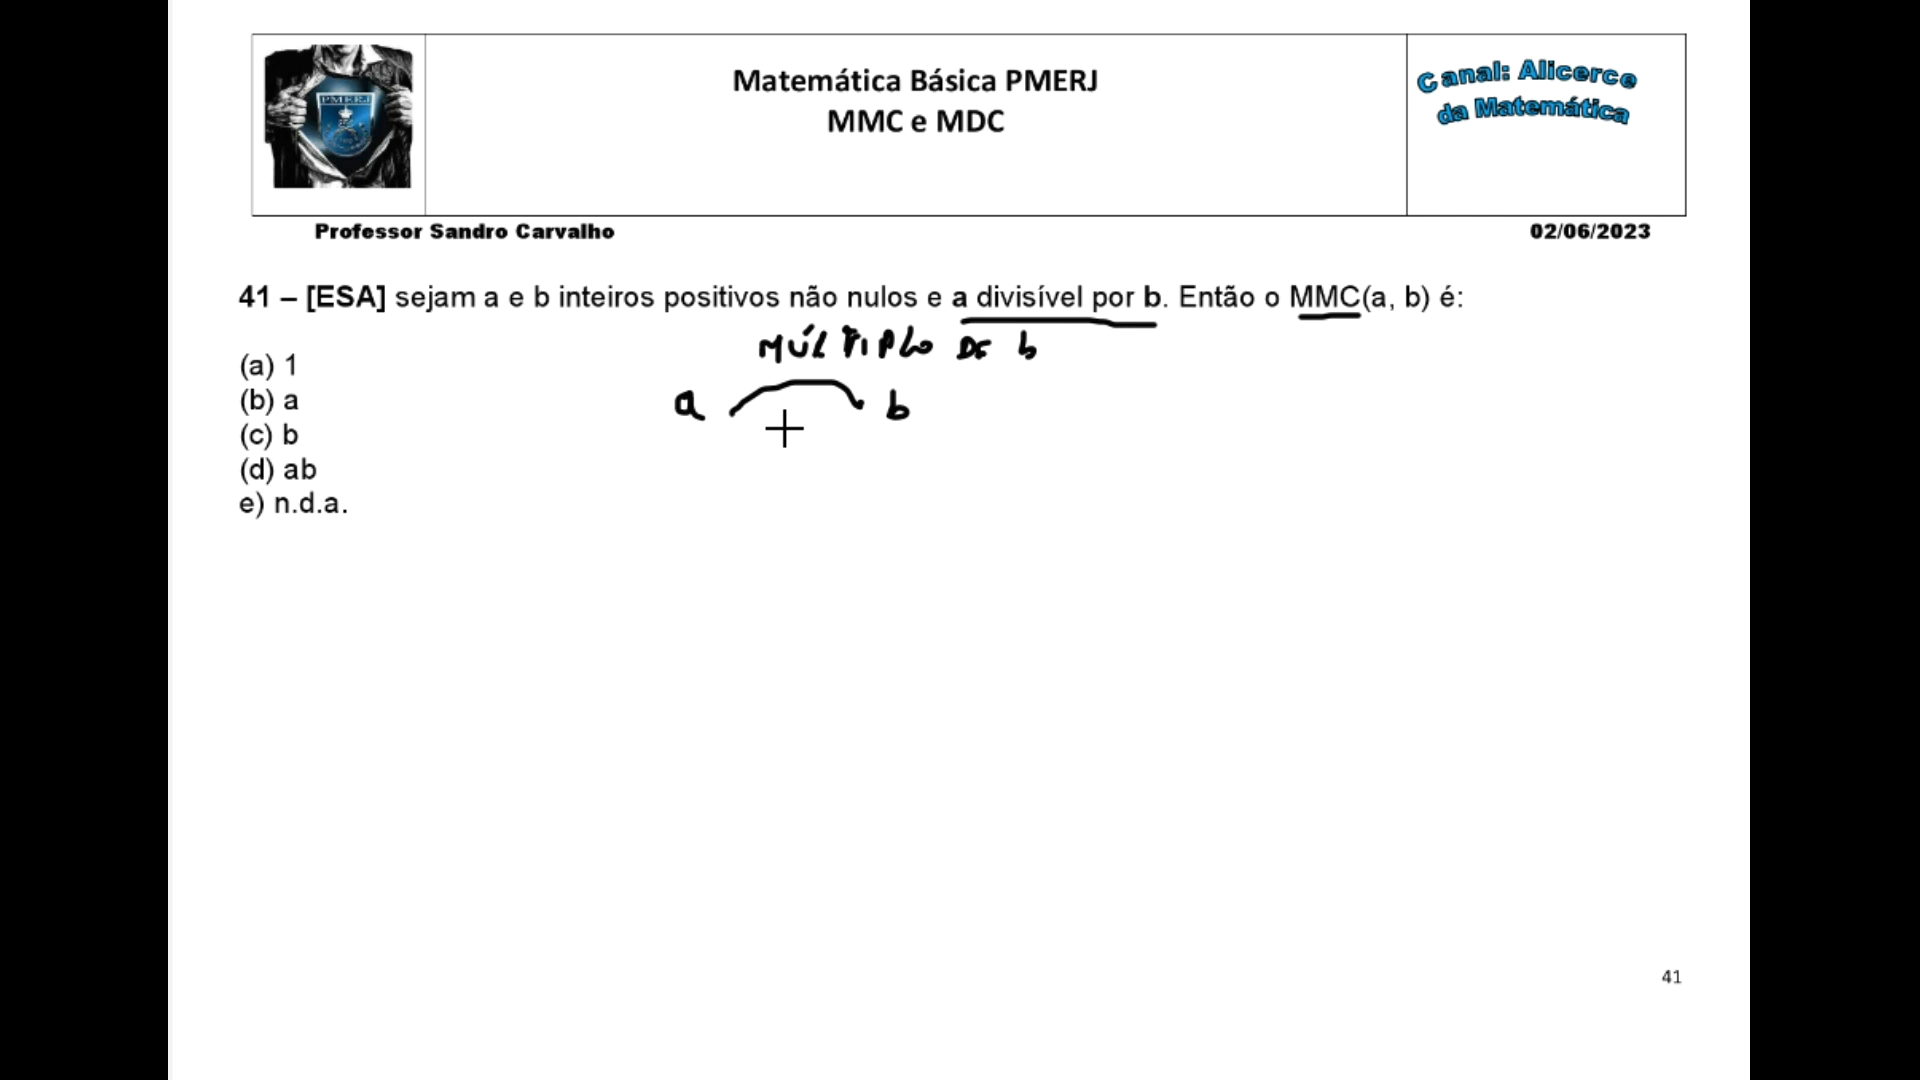 PMERJ
Matemática Básica PMERJ
MMC e MDC
Canal: Alicerce
da Matemática
Professor Sandro Carvalho
02/06/2023
41 – [ESA] sejam a e b inteiros positivos não nulos e a divisível por b. Então o MMC(a, b) é:
MÚLTIPLO DE b
(a) 1
(b) a
a b
(c) b
(d) ab
e) n.d.a.
41